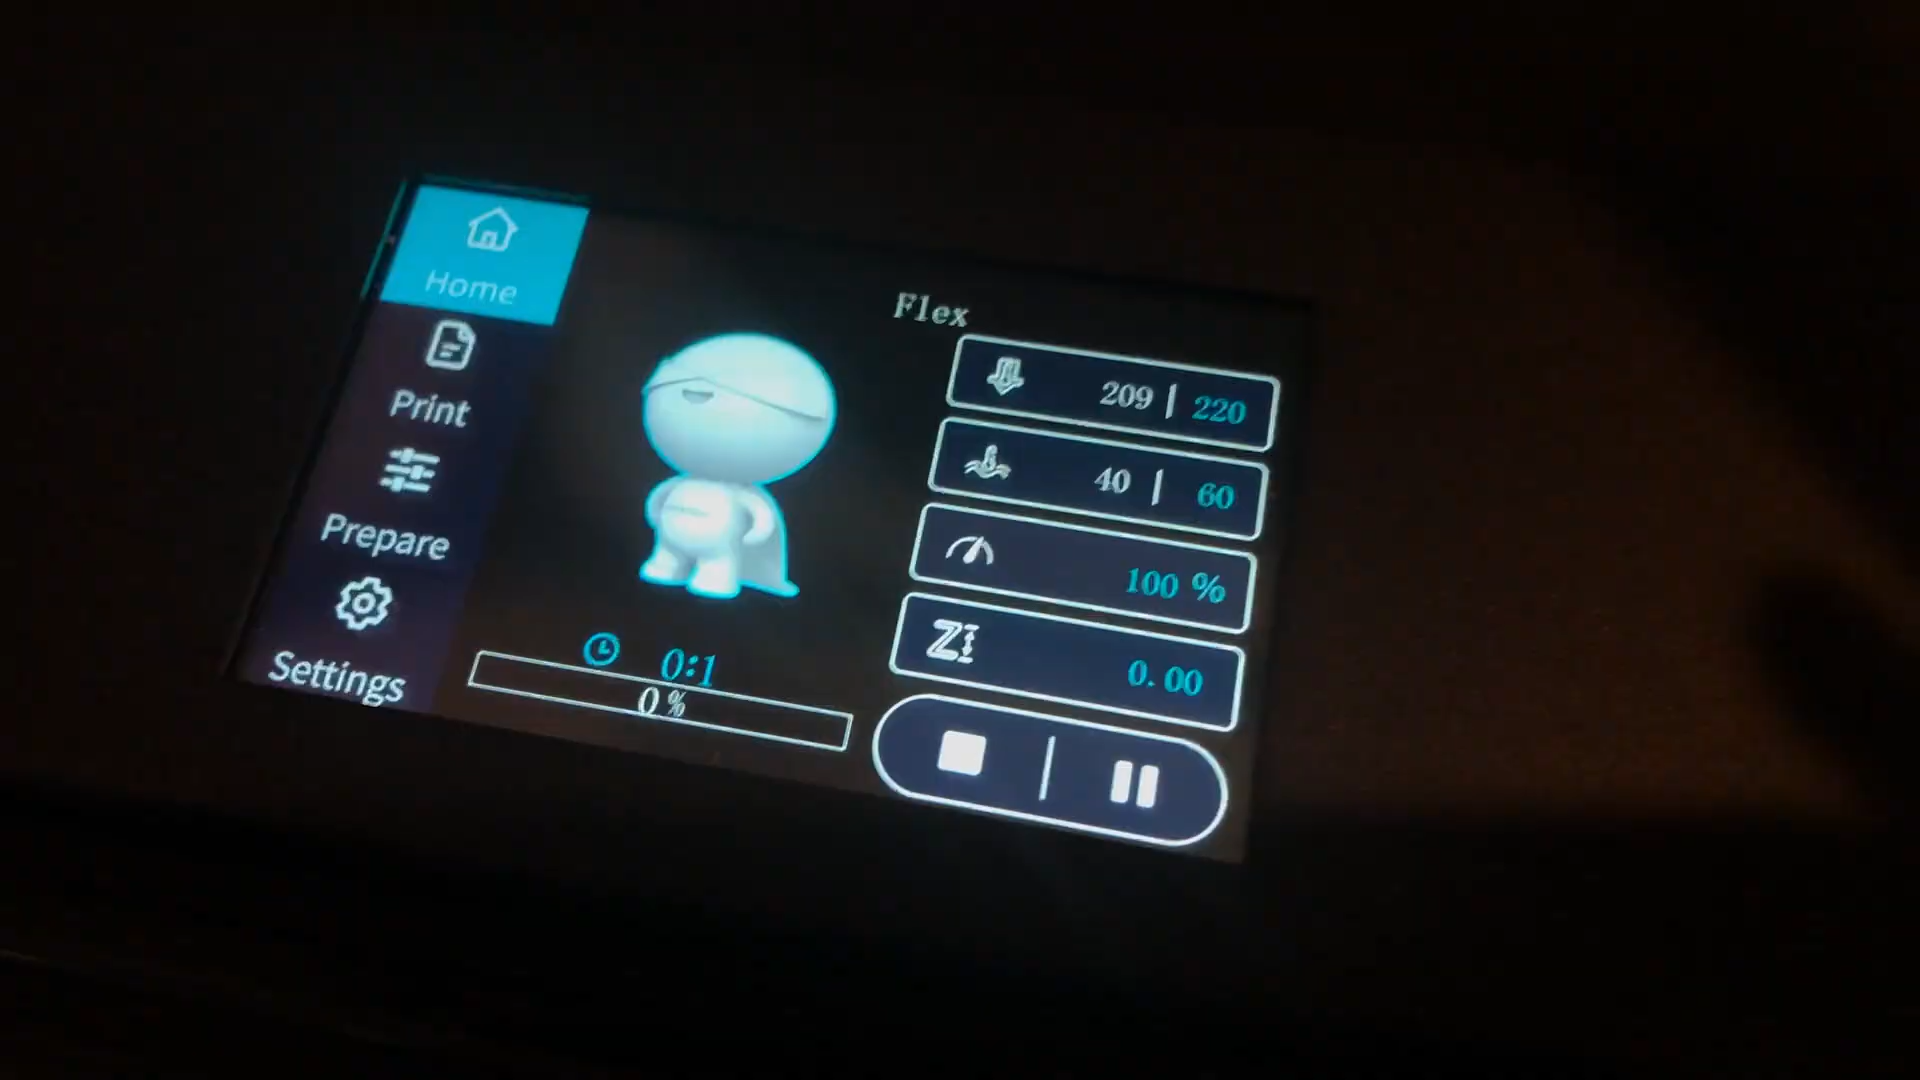 Home
Print
Prepare
Settings
0:1
0 %
Flex
209 | 220
40 | 60
100 %
Z
0.00